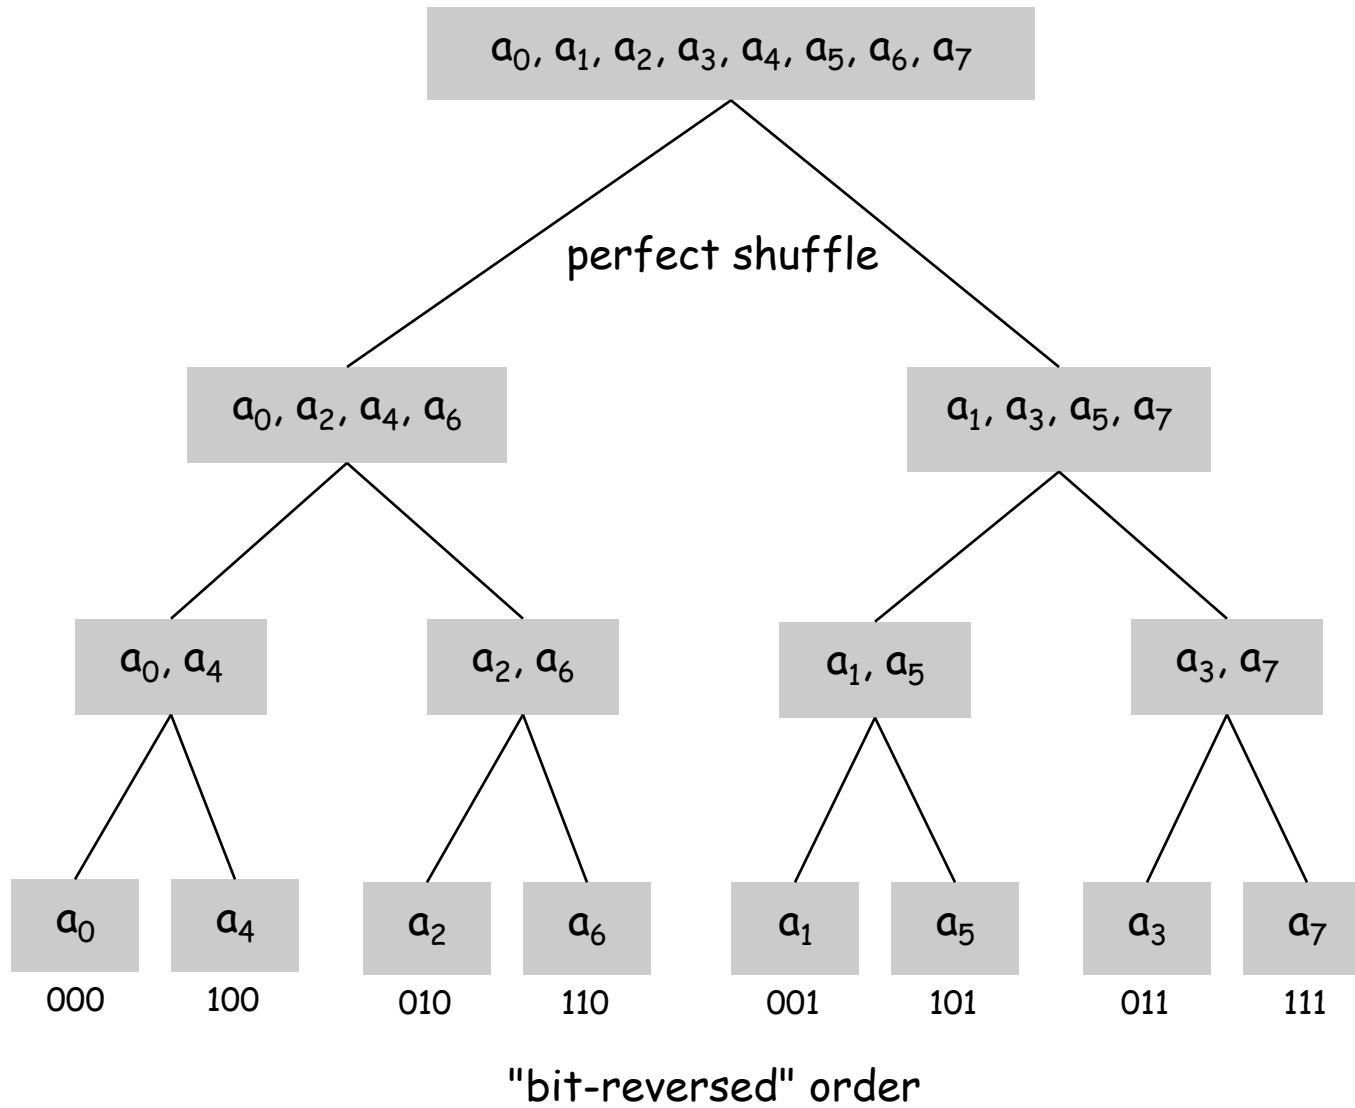 a₀, a₁, a₂, a₃, a₄, a₅, a₆, a₇
perfect shuffle
a₀, a₂, a₄, a₆
a₁, a₃, a₅, a₇
a₀, a₄
a₂, a₆
a₁, a₅
a₃, a₇
a₀
a₄
a₂
a₆
a₁
a₅
a₃
a₇
000
100
010
110
001
101
011
111
"bit-reversed" order